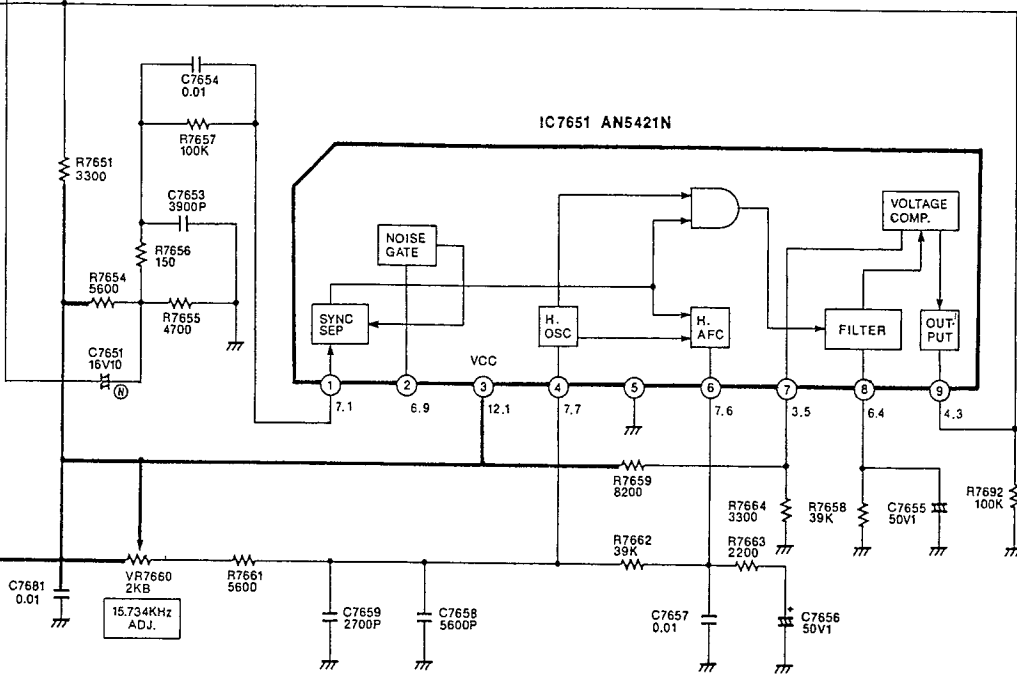 C7654
0.01
R7657
100K
R7651
3300
C7653
3900P
R7656
150
R7654
5600
R7655
4700
C7651
16V10
N
IC7651 AN5421N
NOISE
GATE
SYNC
SEP
H.
OSC
H.
AFC
VOLTAGE
COMP.
FILTER
OUT-
PUT
VCC
1
2
3
4
5
6
7
8
9
7.1
6.9
12.1
7.7
7.6
3.5
6.4
4.3
R7659
8200
R7664
3300
R7658
39K
C7655
50V1
R7692
100K
R7662
39K
R7663
2200
C7681
0.01
VR7660
2KB
15.734KHz
ADJ.
R7661
5600
C7659
2700P
C7658
5600P
C7657
0.01
+
C7656
50V1